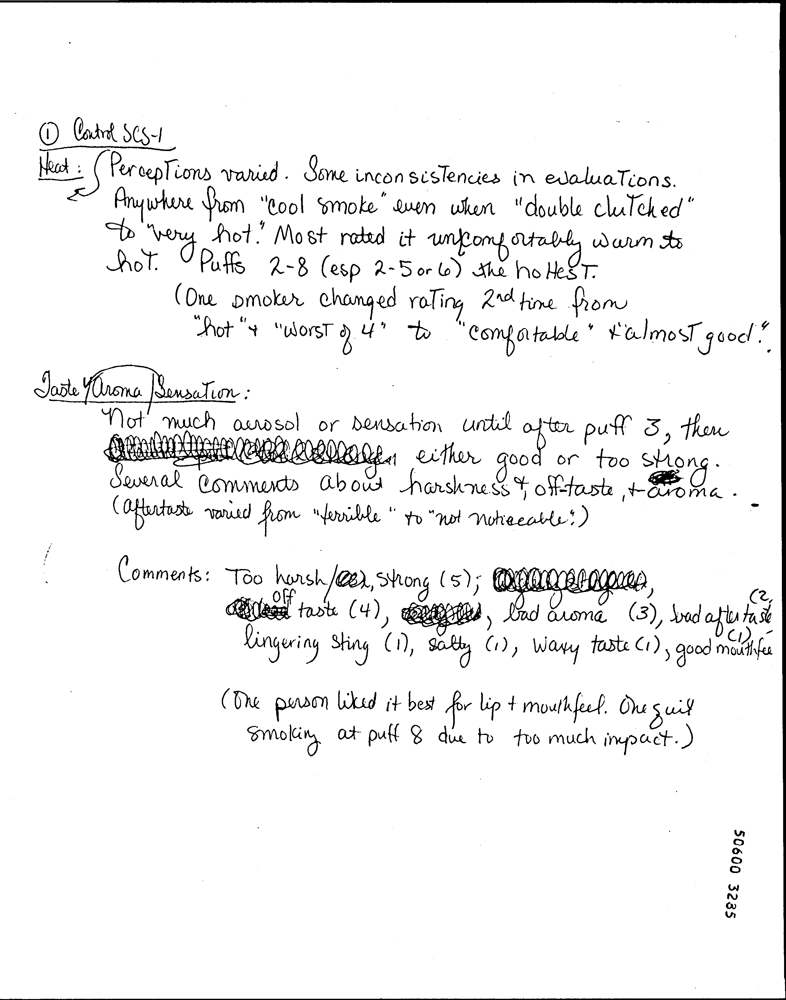 ① Control SCS-1
Heat: Perceptions varied. Some inconsistencies in evaluations.
Anywhere from "cool smoke" even when "double clutched"
to "very hot." Most rated it uncomfortably warm to
hot. Puffs 2-8 (esp 2-5 or 6) the hottest.
(One smoker changed rating 2nd time from
"hot" + "worst of 4" to "comfortable" + "almost good".
Taste/Aroma/Sensation:
Not much aerosol or sensation until after puff 3, then
either good or too strong.
Several comments about harshness +, off-taste, + aroma.
(aftertaste varied from "terrible" to "not noticeable".)
Comments: Too harsh/ strong (5);
off taste (4), bad aroma (3), bad aftertaste (2,
lingering sting (1), salty (1), waxy taste (1), good mouthfee (1)
(One person liked it best for lip + mouthfeel. One quit
smoking at puff 8 due to too much impact.)
50600 3285